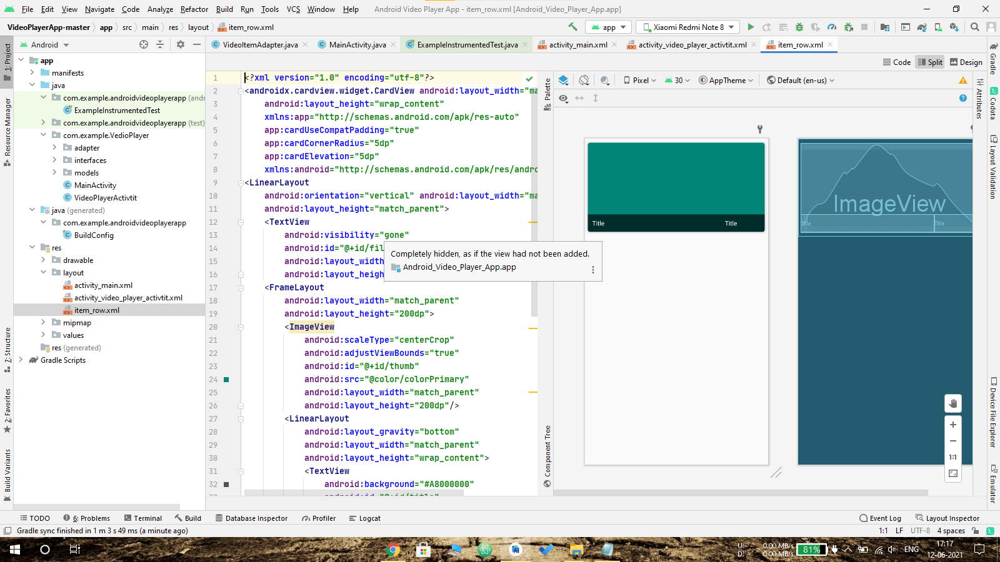 File Edit View Navigate Code Analyze Refactor Build Run Tools VCS Window Help Android Video Player App - item_row.xml [Android_Video_Player_App.app]
VideoPlayerApp-master app src main res layout item_row.xml app Xiaomi Redmi Note 8
Android VideoItemAdapter.java MainActivity.java ExampleInstrumentedTest.java activity_main.xml activity_video_player_activtit.xml item_row.xml
Code Split Design
Pixel 30 AppTheme Default (en-us)
1: Project
Resource Manager
7: Structure
2: Favorites
Build Variants
app
manifests
java
com.example.androidvideoplayerapp (andr
ExampleInstrumentedTest
com.example.androidvideoplayerapp (test)
com.example.VedioPlayer
adapter
interfaces
models
MainActivity
VideoPlayerActivtit
java (generated)
com.example.androidvideoplayerapp
BuildConfig
res
drawable
layout
activity_main.xml
activity_video_player_activtit.xml
item_row.xml
mipmap
values
res (generated)
Gradle Scripts
1 <?xml version="1.0" encoding="utf-8"?>
2 <androidx.cardview.widget.CardView android:layout_width="ma
3 android:layout_height="wrap_content"
4 xmlns:app="http://schemas.android.com/apk/res-auto"
5 app:cardUseCompatPadding="true"
6 app:cardCornerRadius="5dp"
7 app:cardElevation="5dp"
8 xmlns:android="http://schemas.android.com/apk/res/andro
9 <LinearLayout
10 android:orientation="vertical" android:layout_width="ma
11 android:layout_height="match_parent">
12 <TextView
13 android:visibility="gone"
14 android:id="@+id/fil
15 android:layout_width
16 android:layout_heigh
17 <FrameLayout
18 android:layout_width="match_parent"
19 android:layout_height="200dp">
20 <ImageView
21 android:scaleType="centerCrop"
22 android:adjustViewBounds="true"
23 android:id="@+id/thumb"
24 android:src="@color/colorPrimary"
25 android:layout_width="match_parent"
26 android:layout_height="200dp"/>
27 <LinearLayout
28 android:layout_gravity="bottom"
29 android:layout_width="match_parent"
30 android:layout_height="wrap_content">
31 <TextView
32 android:background="#A8000000"
android:id="@+id/title"
Completely hidden, as if the view had not been added.
Android_Video_Player_App.app
Palette
Component Tree
Title Title
ImageView
Title Title
1:1
Attributes
Gradle
Codota
Layout Validation
Device File Explorer
Emulator
TODO 6: Problems Terminal Build Database Inspector Profiler Logcat Event Log Layout Inspector
Gradle sync finished in 1 m 3 s 49 ms (a minute ago) 1:1 LF UTF-8 4 spaces
U: 0.00 MB/s
D: 0.00 MB/s
81%
ENG
17:17
12-06-2021